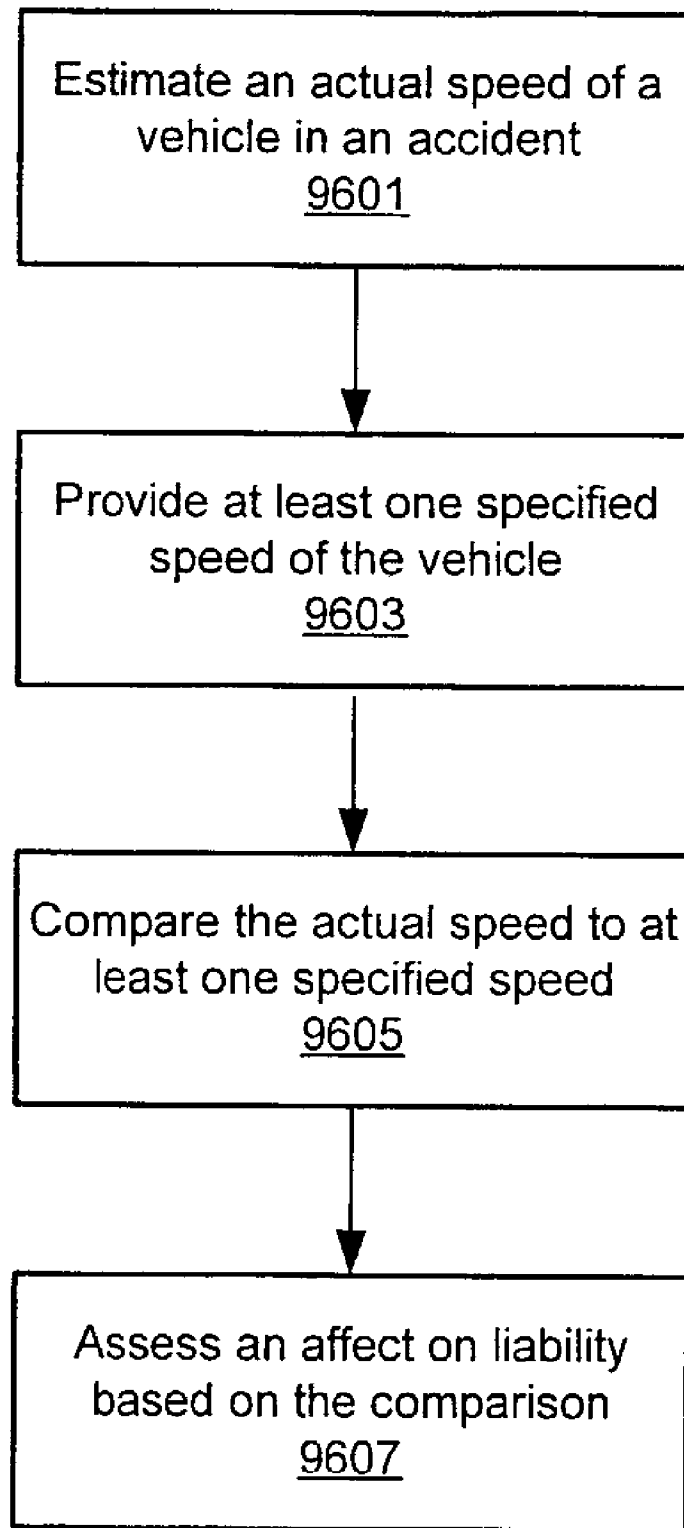 Estimate an actual speed of a
vehicle in an accident
9601
Provide at least one specified
speed of the vehicle
9603
Compare the actual speed to at
least one specified speed
9605
Assess an affect on liability
based on the comparison
9607